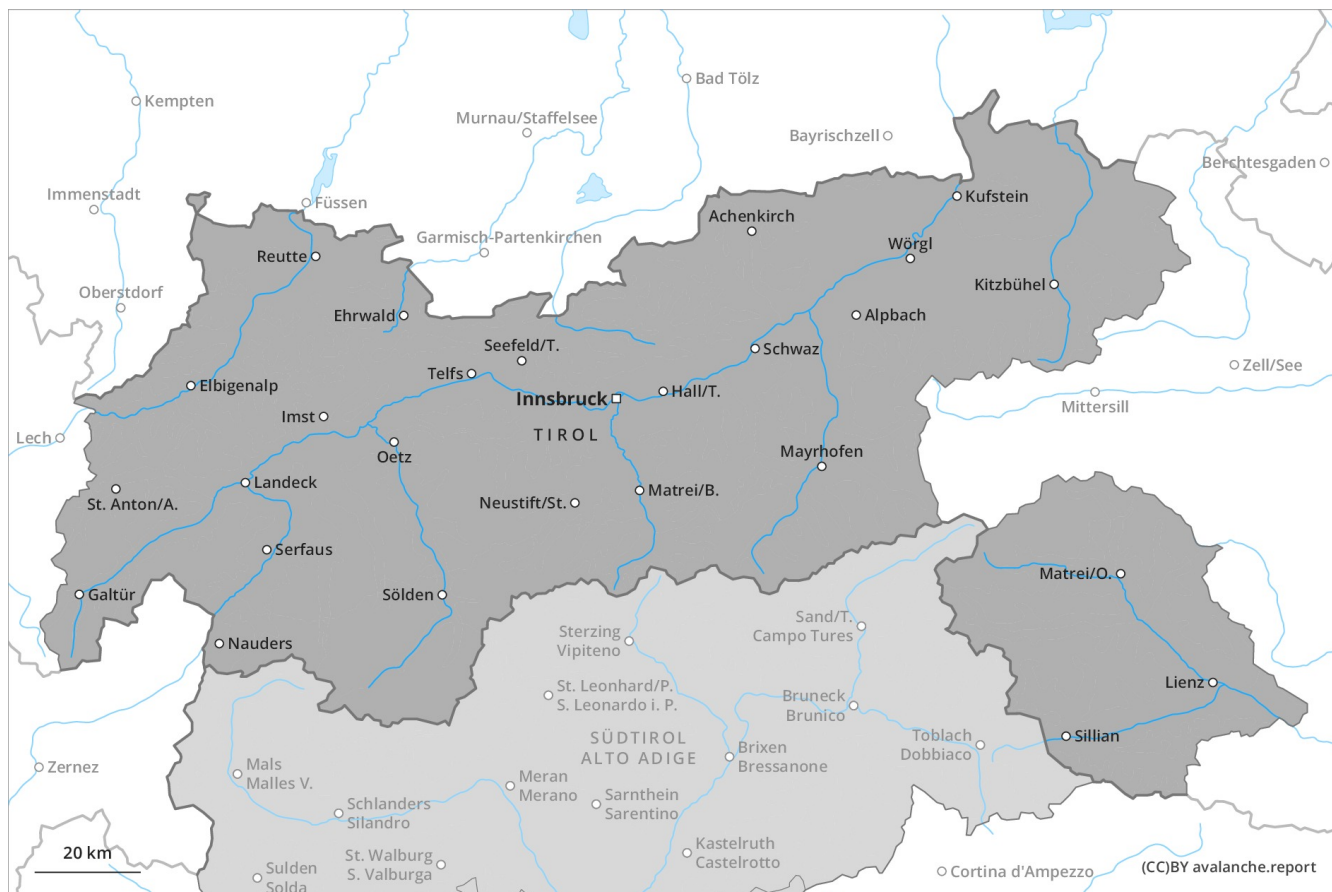 Bad Tölz
Kempten
Murnau/Staffelsee
Bayrischzell
Berchtesgaden
Immenstadt
Füssen
Kufstein
Achenkirch
Garmisch-Partenkirchen
Wörgl
Reutte
Kitzbühel
Oberstdorf
Ehrwald
Alpbach
Seefeld/T.
Schwaz
Zell/See
Telfs
Elbigenalp
Hall/T.
Innsbruck
Mittersill
Imst
TIROL
Lech
Oetz
Mayrhofen
Landeck
Matrei/B.
St. Anton/A.
Neustift/St.
Serfaus
Matrei/O.
Galtür
Sölden
Sand/T.
Campo Tures
Sterzing
Vipiteno
Nauders
Lienz
St. Leonhard/P.
S. Leonardo i. P.
Bruneck
Brunico
Sillian
Toblach
Dobbiaco
SÜDTIROL
ALTO ADIGE
Brixen
Bressanone
Zernez
Mals
Malles V.
Meran
Merano
Sarnthein
Sarentino
Schlanders
Silandro
Kastelruth
Castelrotto
20 km
St. Walburg
S. Valburga
Sulden
Solda
Cortina d'Ampezzo
(CC)BY avalanche.report